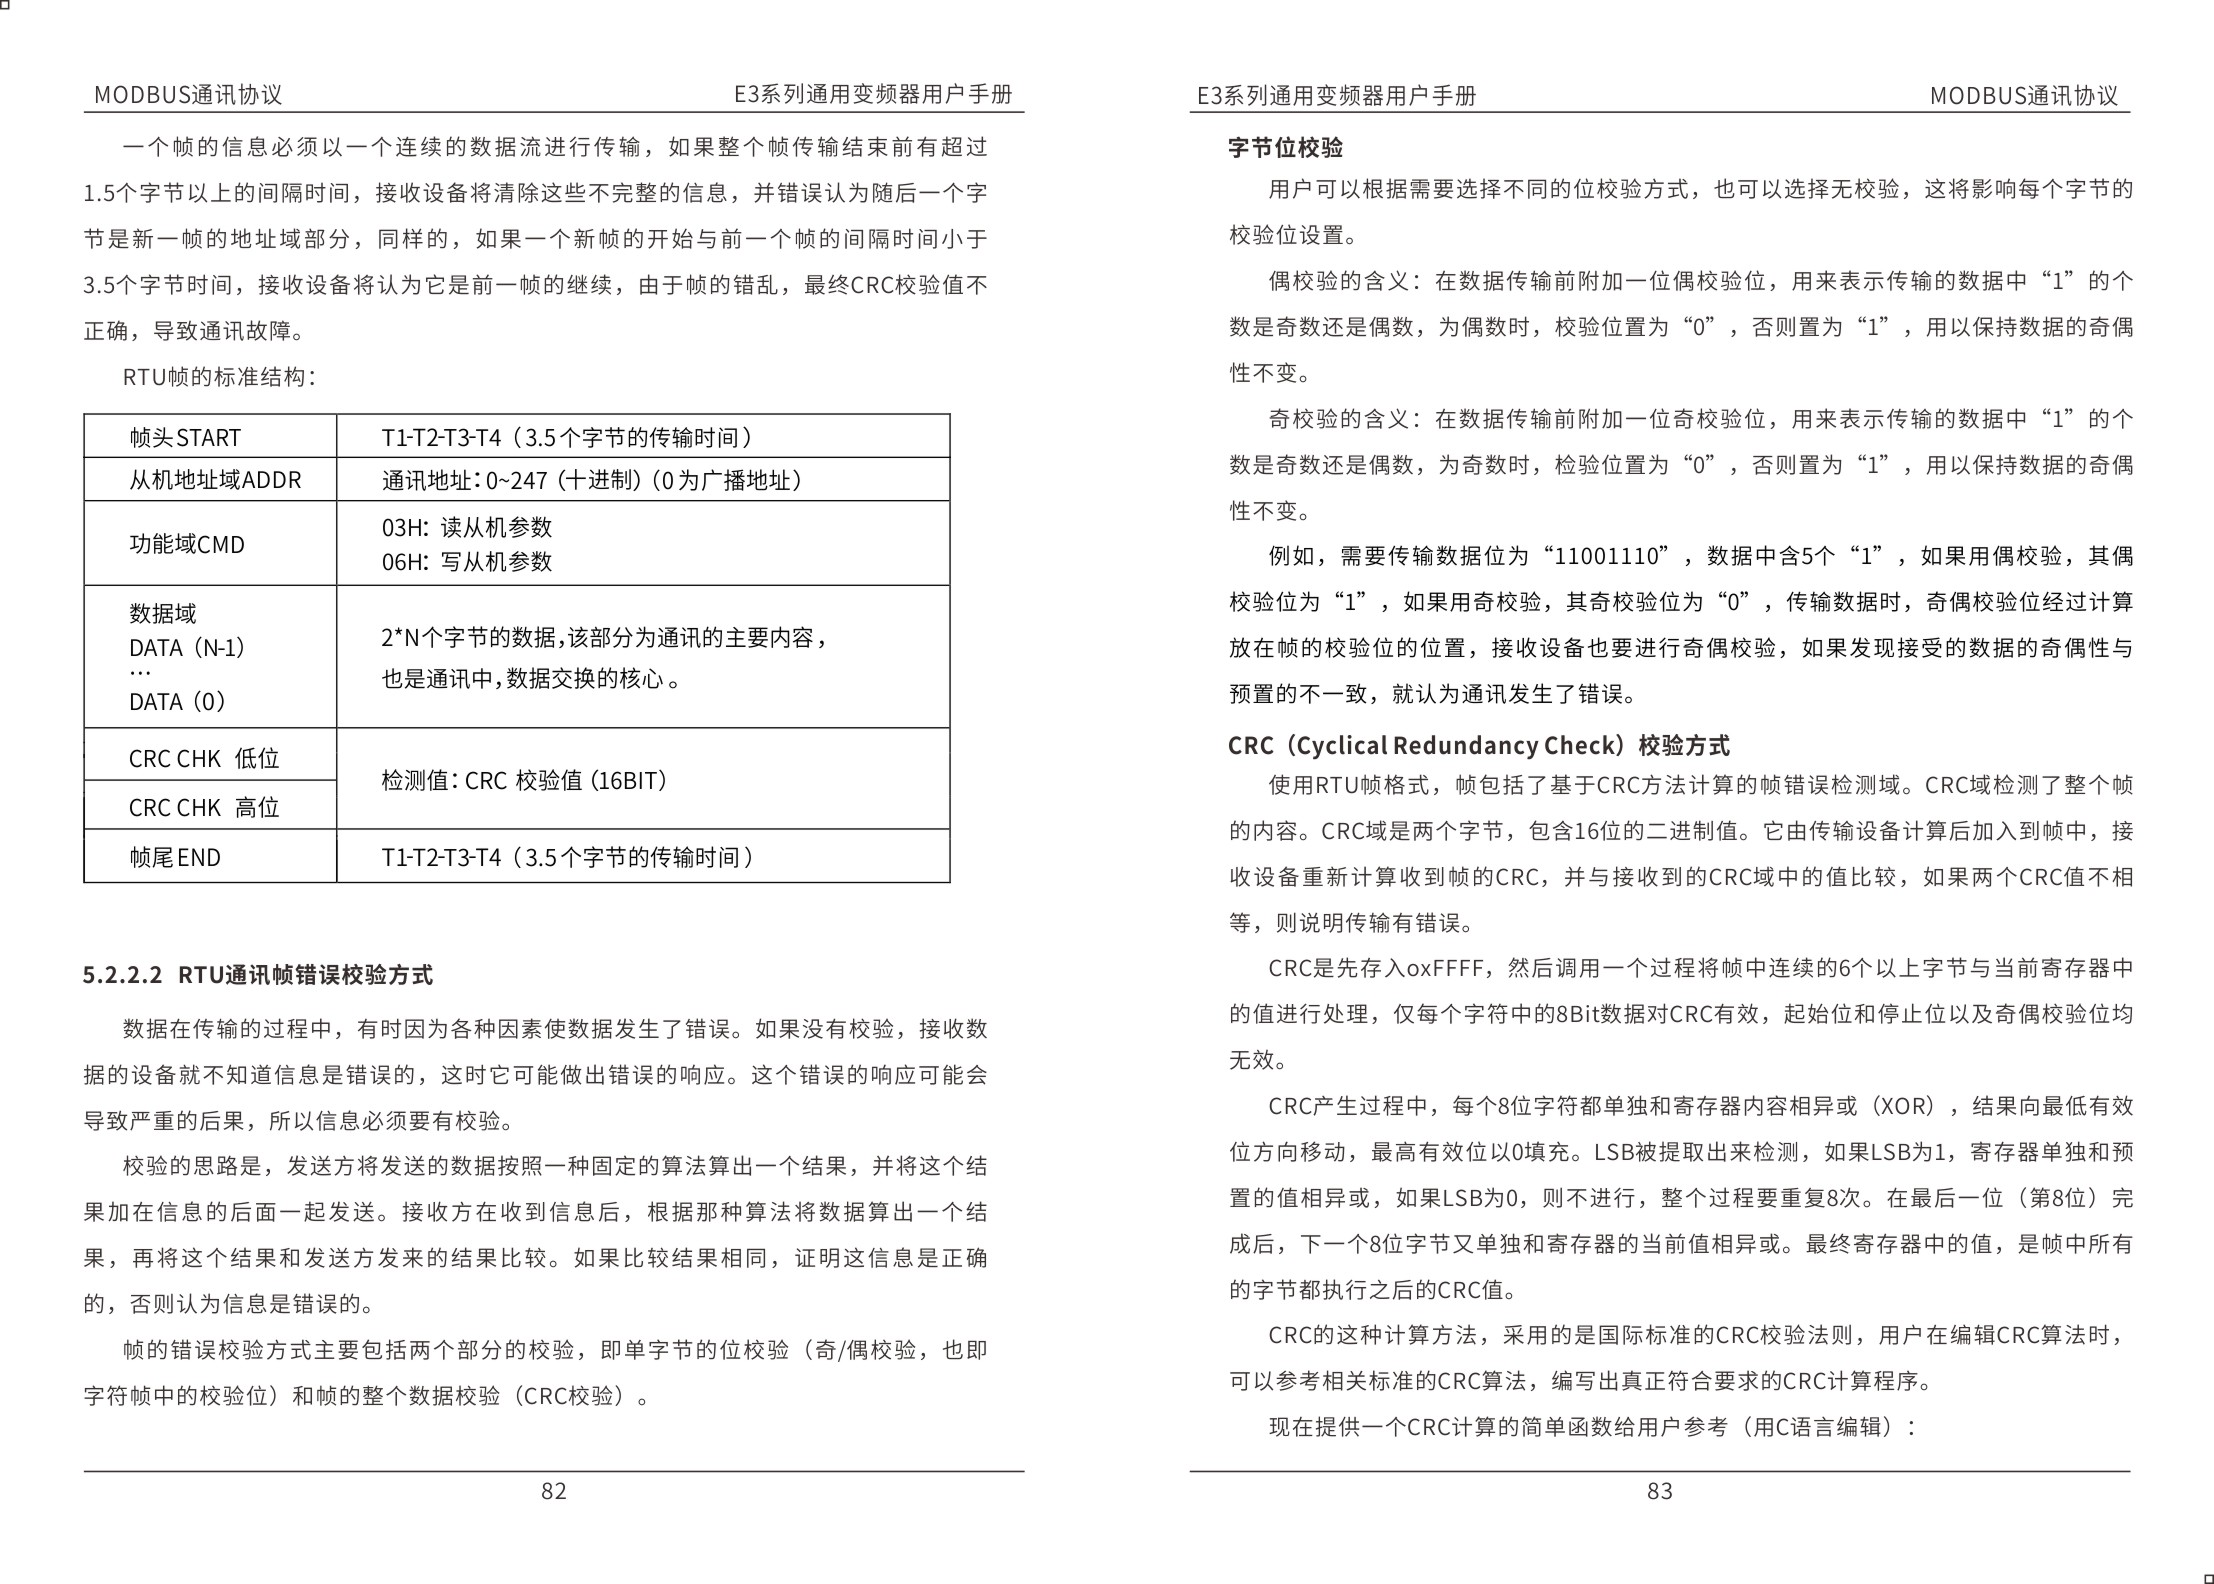 MODBUS通讯协议
E3系列通用变频器用户手册
一个帧的信息必须以一个连续的数据流进行传输，如果整个帧传输结束前有超过
1.5个字节以上的间隔时间，接收设备将清除这些不完整的信息，并错误认为随后一个字
节是新一帧的地址域部分，同样的，如果一个新帧的开始与前一个帧的间隔时间小于
3.5个字节时间，接收设备将认为它是前一帧的继续，由于帧的错乱，最终CRC校验值不
正确，导致通讯故障。
RTU帧的标准结构：
帧头START
T1-T2-T3-T4（3.5个字节的传输时间）
从机地址域ADDR
通讯地址：0~247（十进制）（0为广播地址）
功能域CMD
03H：读从机参数
06H：写从机参数
数据域
DATA（N-1）
…
DATA（0）
2*N个字节的数据，该部分为通讯的主要内容，
也是通讯中，数据交换的核心。
CRC CHK 低位
CRC CHK 高位
检测值：CRC 校验值（16BIT）
帧尾END
T1-T2-T3-T4（3.5个字节的传输时间）
5.2.2.2 RTU通讯帧错误校验方式
数据在传输的过程中，有时因为各种因素使数据发生了错误。如果没有校验，接收数
据的设备就不知道信息是错误的，这时它可能做出错误的响应。这个错误的响应可能会
导致严重的后果，所以信息必须要有校验。
校验的思路是，发送方将发送的数据按照一种固定的算法算出一个结果，并将这个结
果加在信息的后面一起发送。接收方在收到信息后，根据那种算法将数据算出一个结
果，再将这个结果和发送方发来的结果比较。如果比较结果相同，证明这信息是正确
的，否则认为信息是错误的。
帧的错误校验方式主要包括两个部分的校验，即单字节的位校验（奇/偶校验，也即
字符帧中的校验位）和帧的整个数据校验（CRC校验）。
82
E3系列通用变频器用户手册
MODBUS通讯协议
字节位校验
用户可以根据需要选择不同的位校验方式，也可以选择无校验，这将影响每个字节的
校验位设置。
偶校验的含义：在数据传输前附加一位偶校验位，用来表示传输的数据中“1”的个
数是奇数还是偶数，为偶数时，校验位置为“0”，否则置为“1”，用以保持数据的奇偶
性不变。
奇校验的含义：在数据传输前附加一位奇校验位，用来表示传输的数据中“1”的个
数是奇数还是偶数，为奇数时，检验位置为“0”，否则置为“1”，用以保持数据的奇偶
性不变。
例如，需要传输数据位为“11001110”，数据中含5个“1”，如果用偶校验，其偶
校验位为“1”，如果用奇校验，其奇校验位为“0”，传输数据时，奇偶校验位经过计算
放在帧的校验位的位置，接收设备也要进行奇偶校验，如果发现接受的数据的奇偶性与
预置的不一致，就认为通讯发生了错误。
CRC（Cyclical Redundancy Check）校验方式
使用RTU帧格式，帧包括了基于CRC方法计算的帧错误检测域。CRC域检测了整个帧
的内容。CRC域是两个字节，包含16位的二进制值。它由传输设备计算后加入到帧中，接
收设备重新计算收到帧的CRC，并与接收到的CRC域中的值比较，如果两个CRC值不相
等，则说明传输有错误。
CRC是先存入oxFFFF，然后调用一个过程将帧中连续的6个以上字节与当前寄存器中
的值进行处理，仅每个字符中的8Bit数据对CRC有效，起始位和停止位以及奇偶校验位均
无效。
CRC产生过程中，每个8位字符都单独和寄存器内容相异或（XOR），结果向最低有效
位方向移动，最高有效位以0填充。LSB被提取出来检测，如果LSB为1，寄存器单独和预
置的值相异或，如果LSB为0，则不进行，整个过程要重复8次。在最后一位（第8位）完
成后，下一个8位字节又单独和寄存器的当前值相异或。最终寄存器中的值，是帧中所有
的字节都执行之后的CRC值。
CRC的这种计算方法，采用的是国际标准的CRC校验法则，用户在编辑CRC算法时，
可以参考相关标准的CRC算法，编写出真正符合要求的CRC计算程序。
现在提供一个CRC计算的简单函数给用户参考（用C语言编辑）：
83